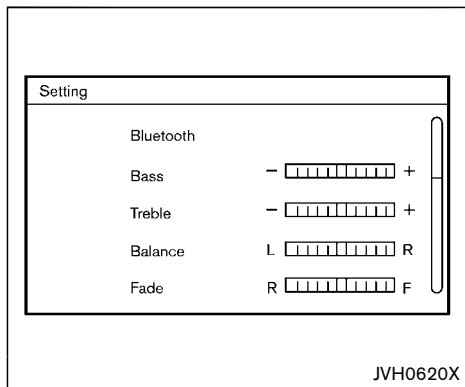 Setting
Bluetooth
Bass - +
Treble - +
Balance L R
Fade R F
JVH0620X